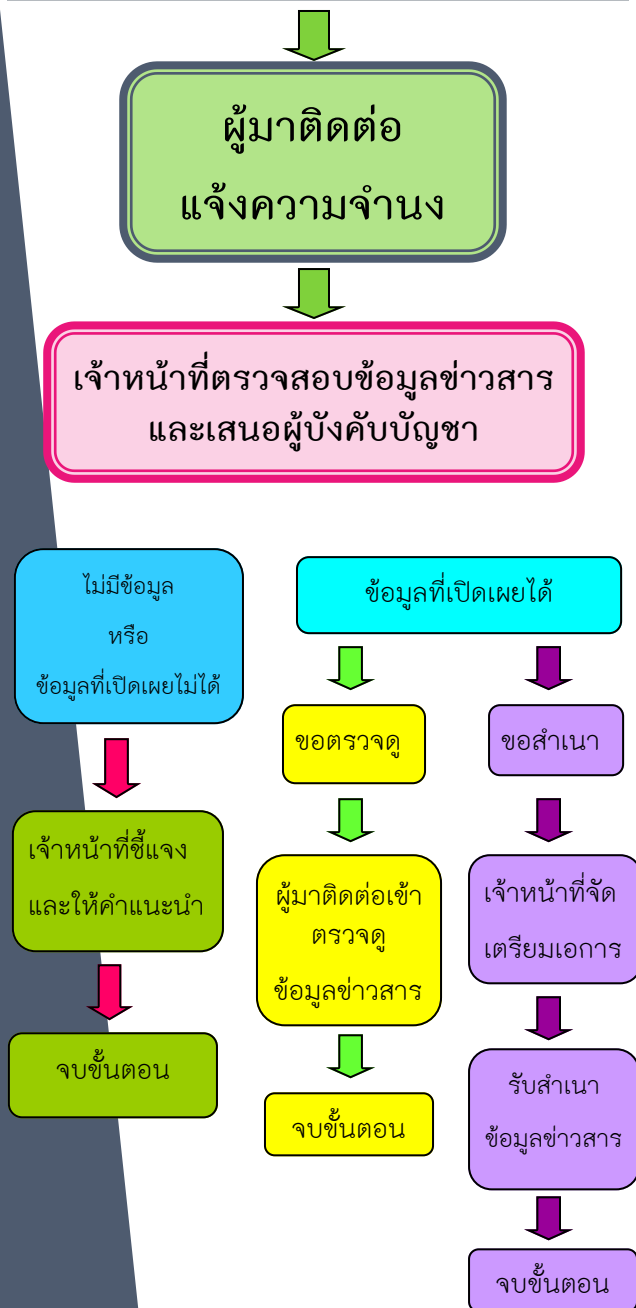 ผู้มาติดต่อ
แจ้งความจำนง
เจ้าหน้าที่ตรวจสอบข้อมูลข่าวสาร
และเสนอผู้บังคับบัญชา
ไม่มีข้อมูล
หรือ
ข้อมูลที่เปิดเผยไม่ได้
เจ้าหน้าที่ชี้แจง
และให้คำแนะนำ
จบขั้นตอน
ข้อมูลที่เปิดเผยได้
ขอตรวจดู
ผู้มาติดต่อเข้า
ตรวจดู
ข้อมูลข่าวสาร
จบขั้นตอน
ขอสำเนา
เจ้าหน้าที่จัด
เตรียมเอการ
รับสำเนา
ข้อมูลข่าวสาร
จบขั้นตอน